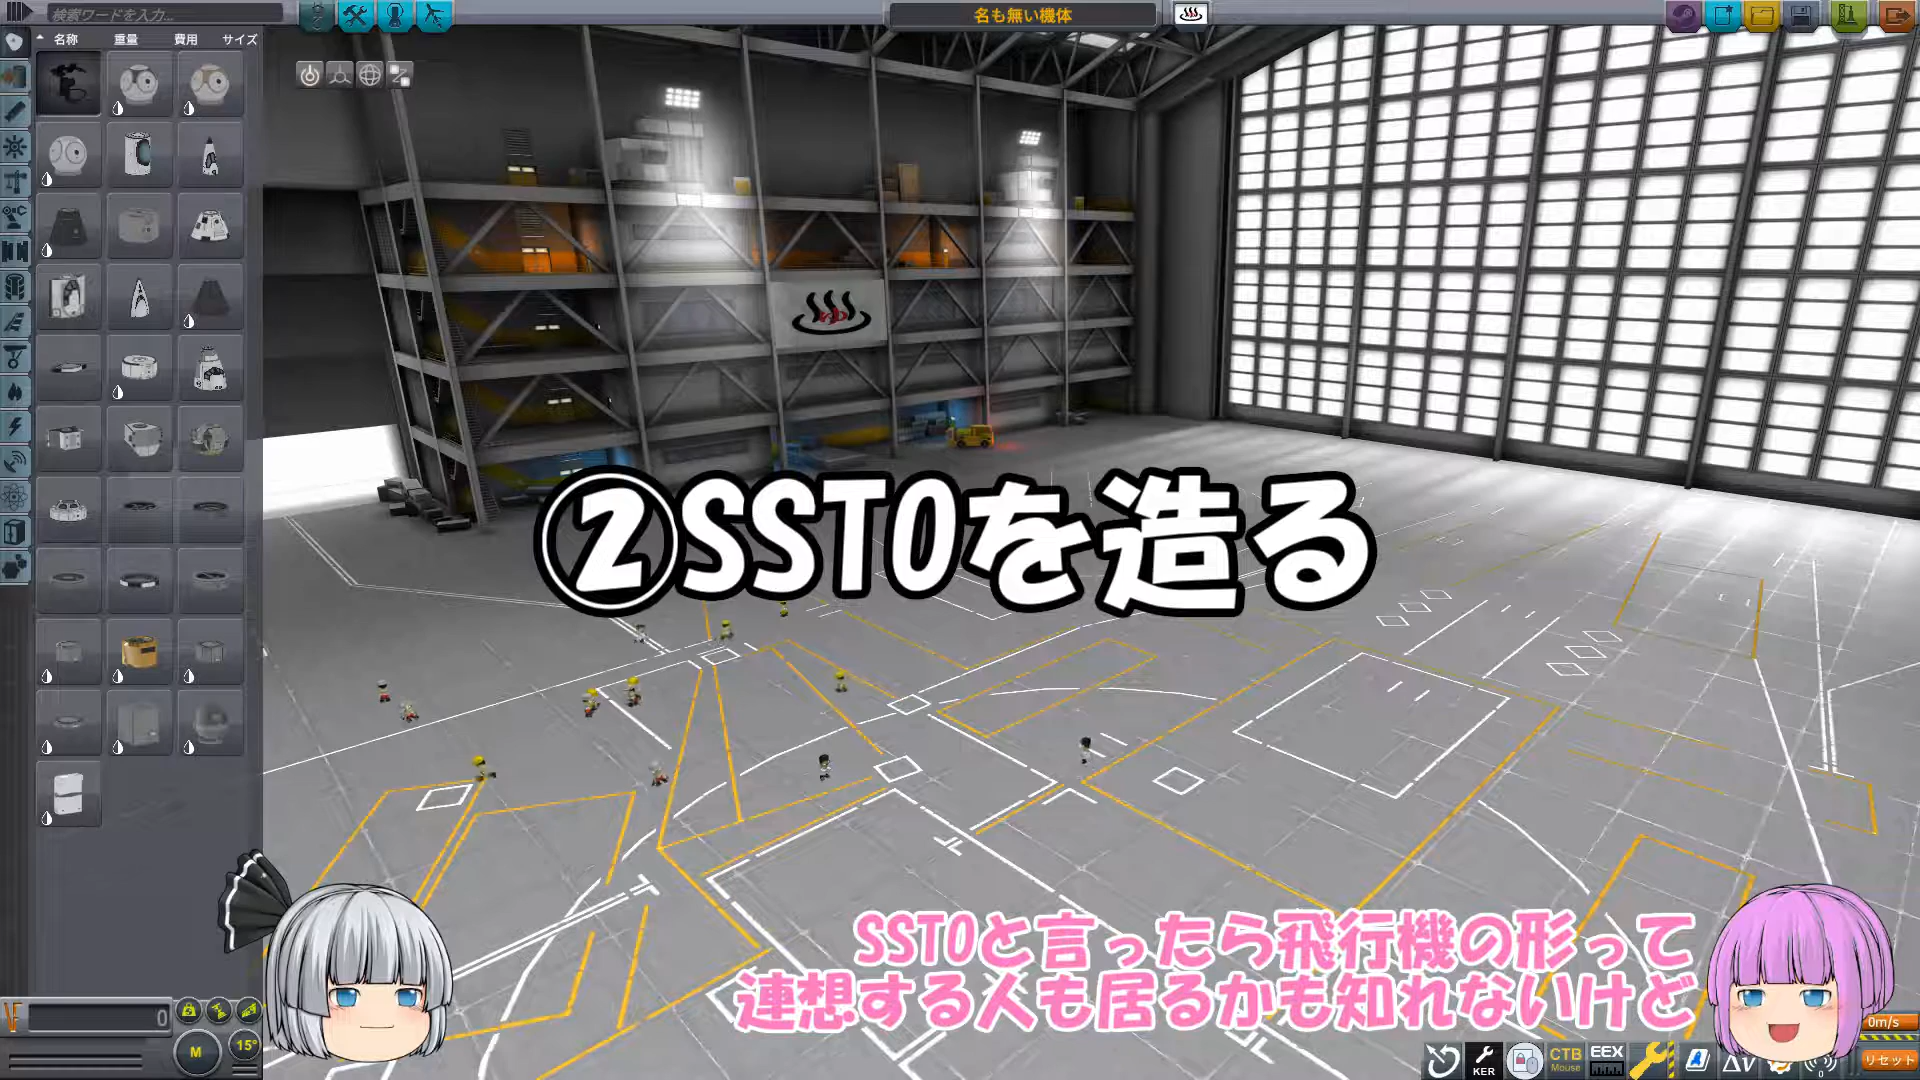 検索ワードを入力...
名も無い機体
名称 重量 費用 サイズ
②SSTOを造る
SSTOと言ったら飛行機の形って
連想する人も居るかも知れないけど
0
M
15°
0m/s
KER
CTB
Mouse
EEX
ΔV
0
リセット